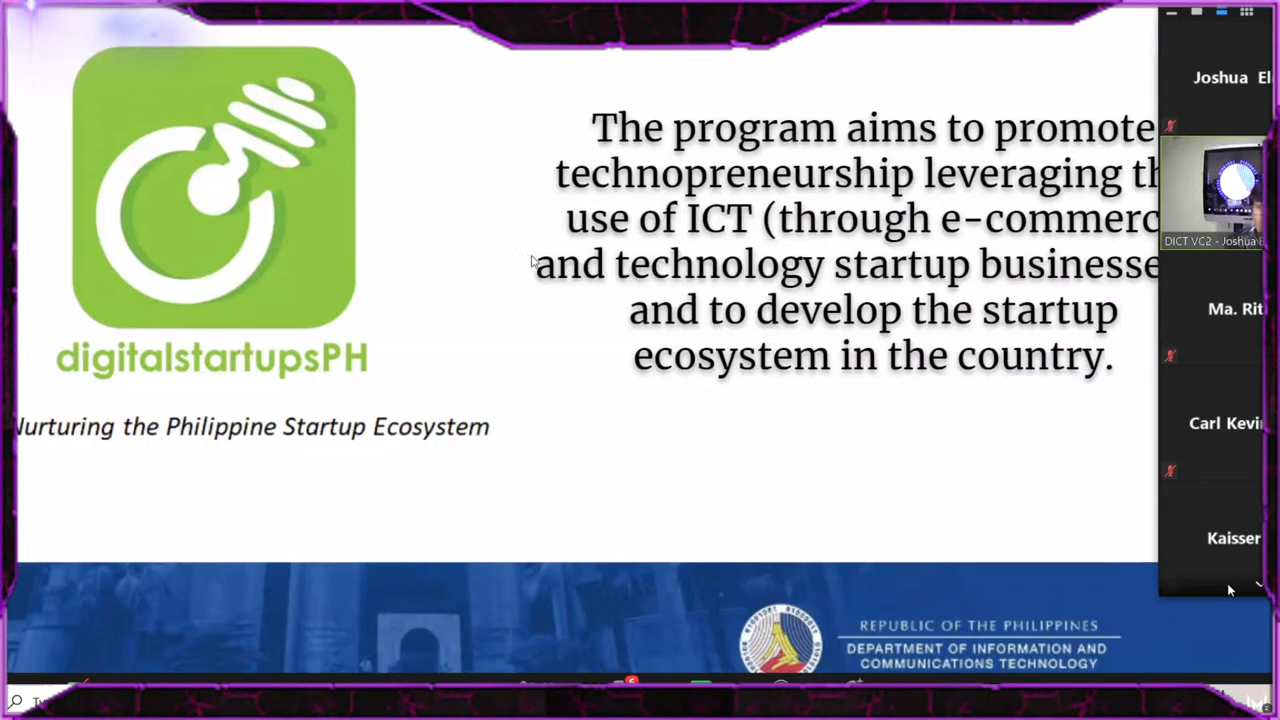 The program aims to promote
technopreneurship leveraging th
use of ICT (through e-commerc
and technology startup businesse
and to develop the startup
ecosystem in the country.
digitalstartupsPH
Nurturing the Philippine Startup Ecosystem
REPUBLIC OF THE PHILIPPINES
DEPARTMENT OF INFORMATION AND
COMMUNICATIONS TECHNOLOGY
Joshua El
DICT VC2 - Joshua E
Ma. Rit
Carl Kevi
Kaisser